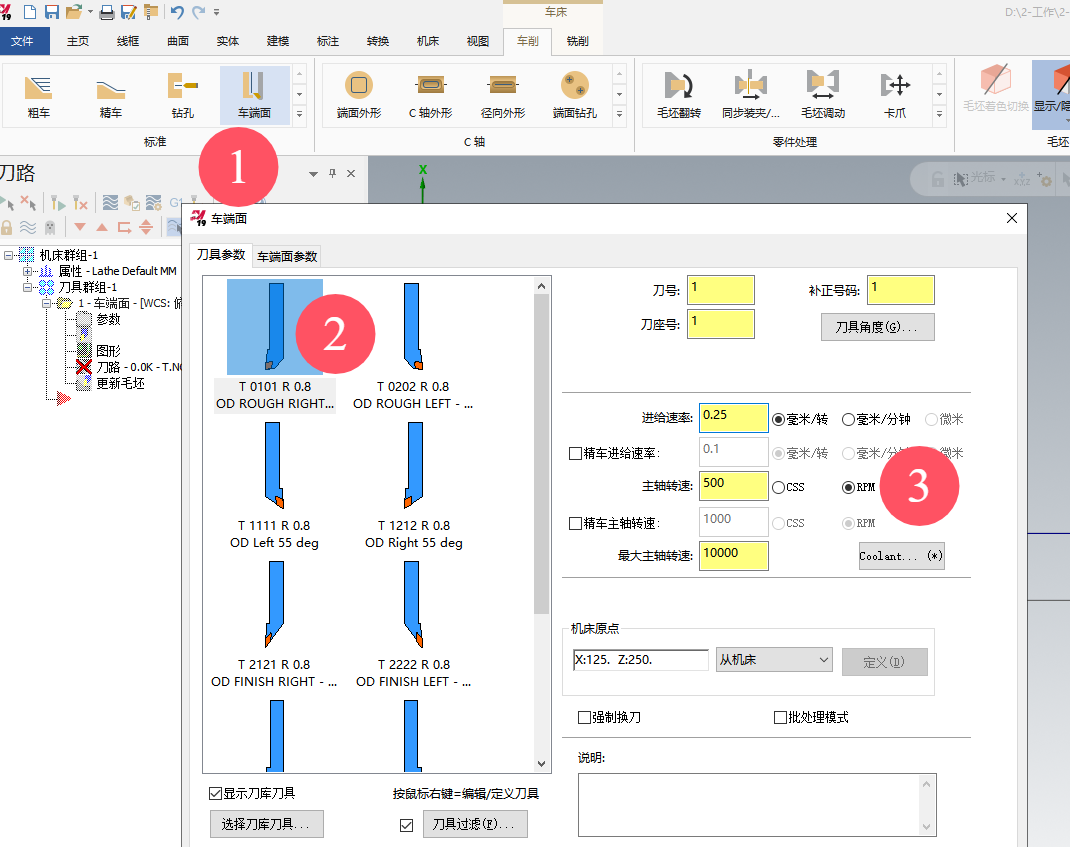 19
车床
D:\2-工作\2-
文件 主页 线框 曲面 实体 建模 标注 转换 机床 视图 车削 铣削
粗车 精车 钻孔 车端面 端面外形 C 轴外形 径向外形 端面钻孔 毛坯翻转 同步装夹/... 毛坯调动 卡爪 毛坯着色切换 显示/隐
标准 C 轴 零件处理 毛坯
1
刀路
X
光标
19 车端面
刀具参数 车端面参数
机床群组-1
属性 - Lathe Default MM
刀具群组-1
1 - 车端面 - [WCS: 俯
参数
图形
刀路 - 0.0K - T.NC
更新毛坯
2
T 0101 R 0.8 T 0202 R 0.8
OD ROUGH RIGHT... OD ROUGH LEFT - ...
T 1111 R 0.8 T 1212 R 0.8
OD Left 55 deg OD Right 55 deg
T 2121 R 0.8 T 2222 R 0.8
OD FINISH RIGHT - ... OD FINISH LEFT - ...
显示刀库刀具 按鼠标右键=编辑/定义刀具
选择刀库刀具... 刀具过滤(F)...
刀号: 1 补正号码: 1
刀座号: 1 刀具角度(G)...
进给速率: 0.25 毫米/转 毫米/分钟 微米
精车进给速率: 0.1 毫米/转 毫米/分 微米
主轴转速: 500 CSS RPM 3
精车主轴转速: 1000 CSS RPM
最大主轴转速: 10000 Coolant... (*)
机床原点
X:125. Z:250. 从机床 定义(D)
强制换刀 批处理模式
说明: